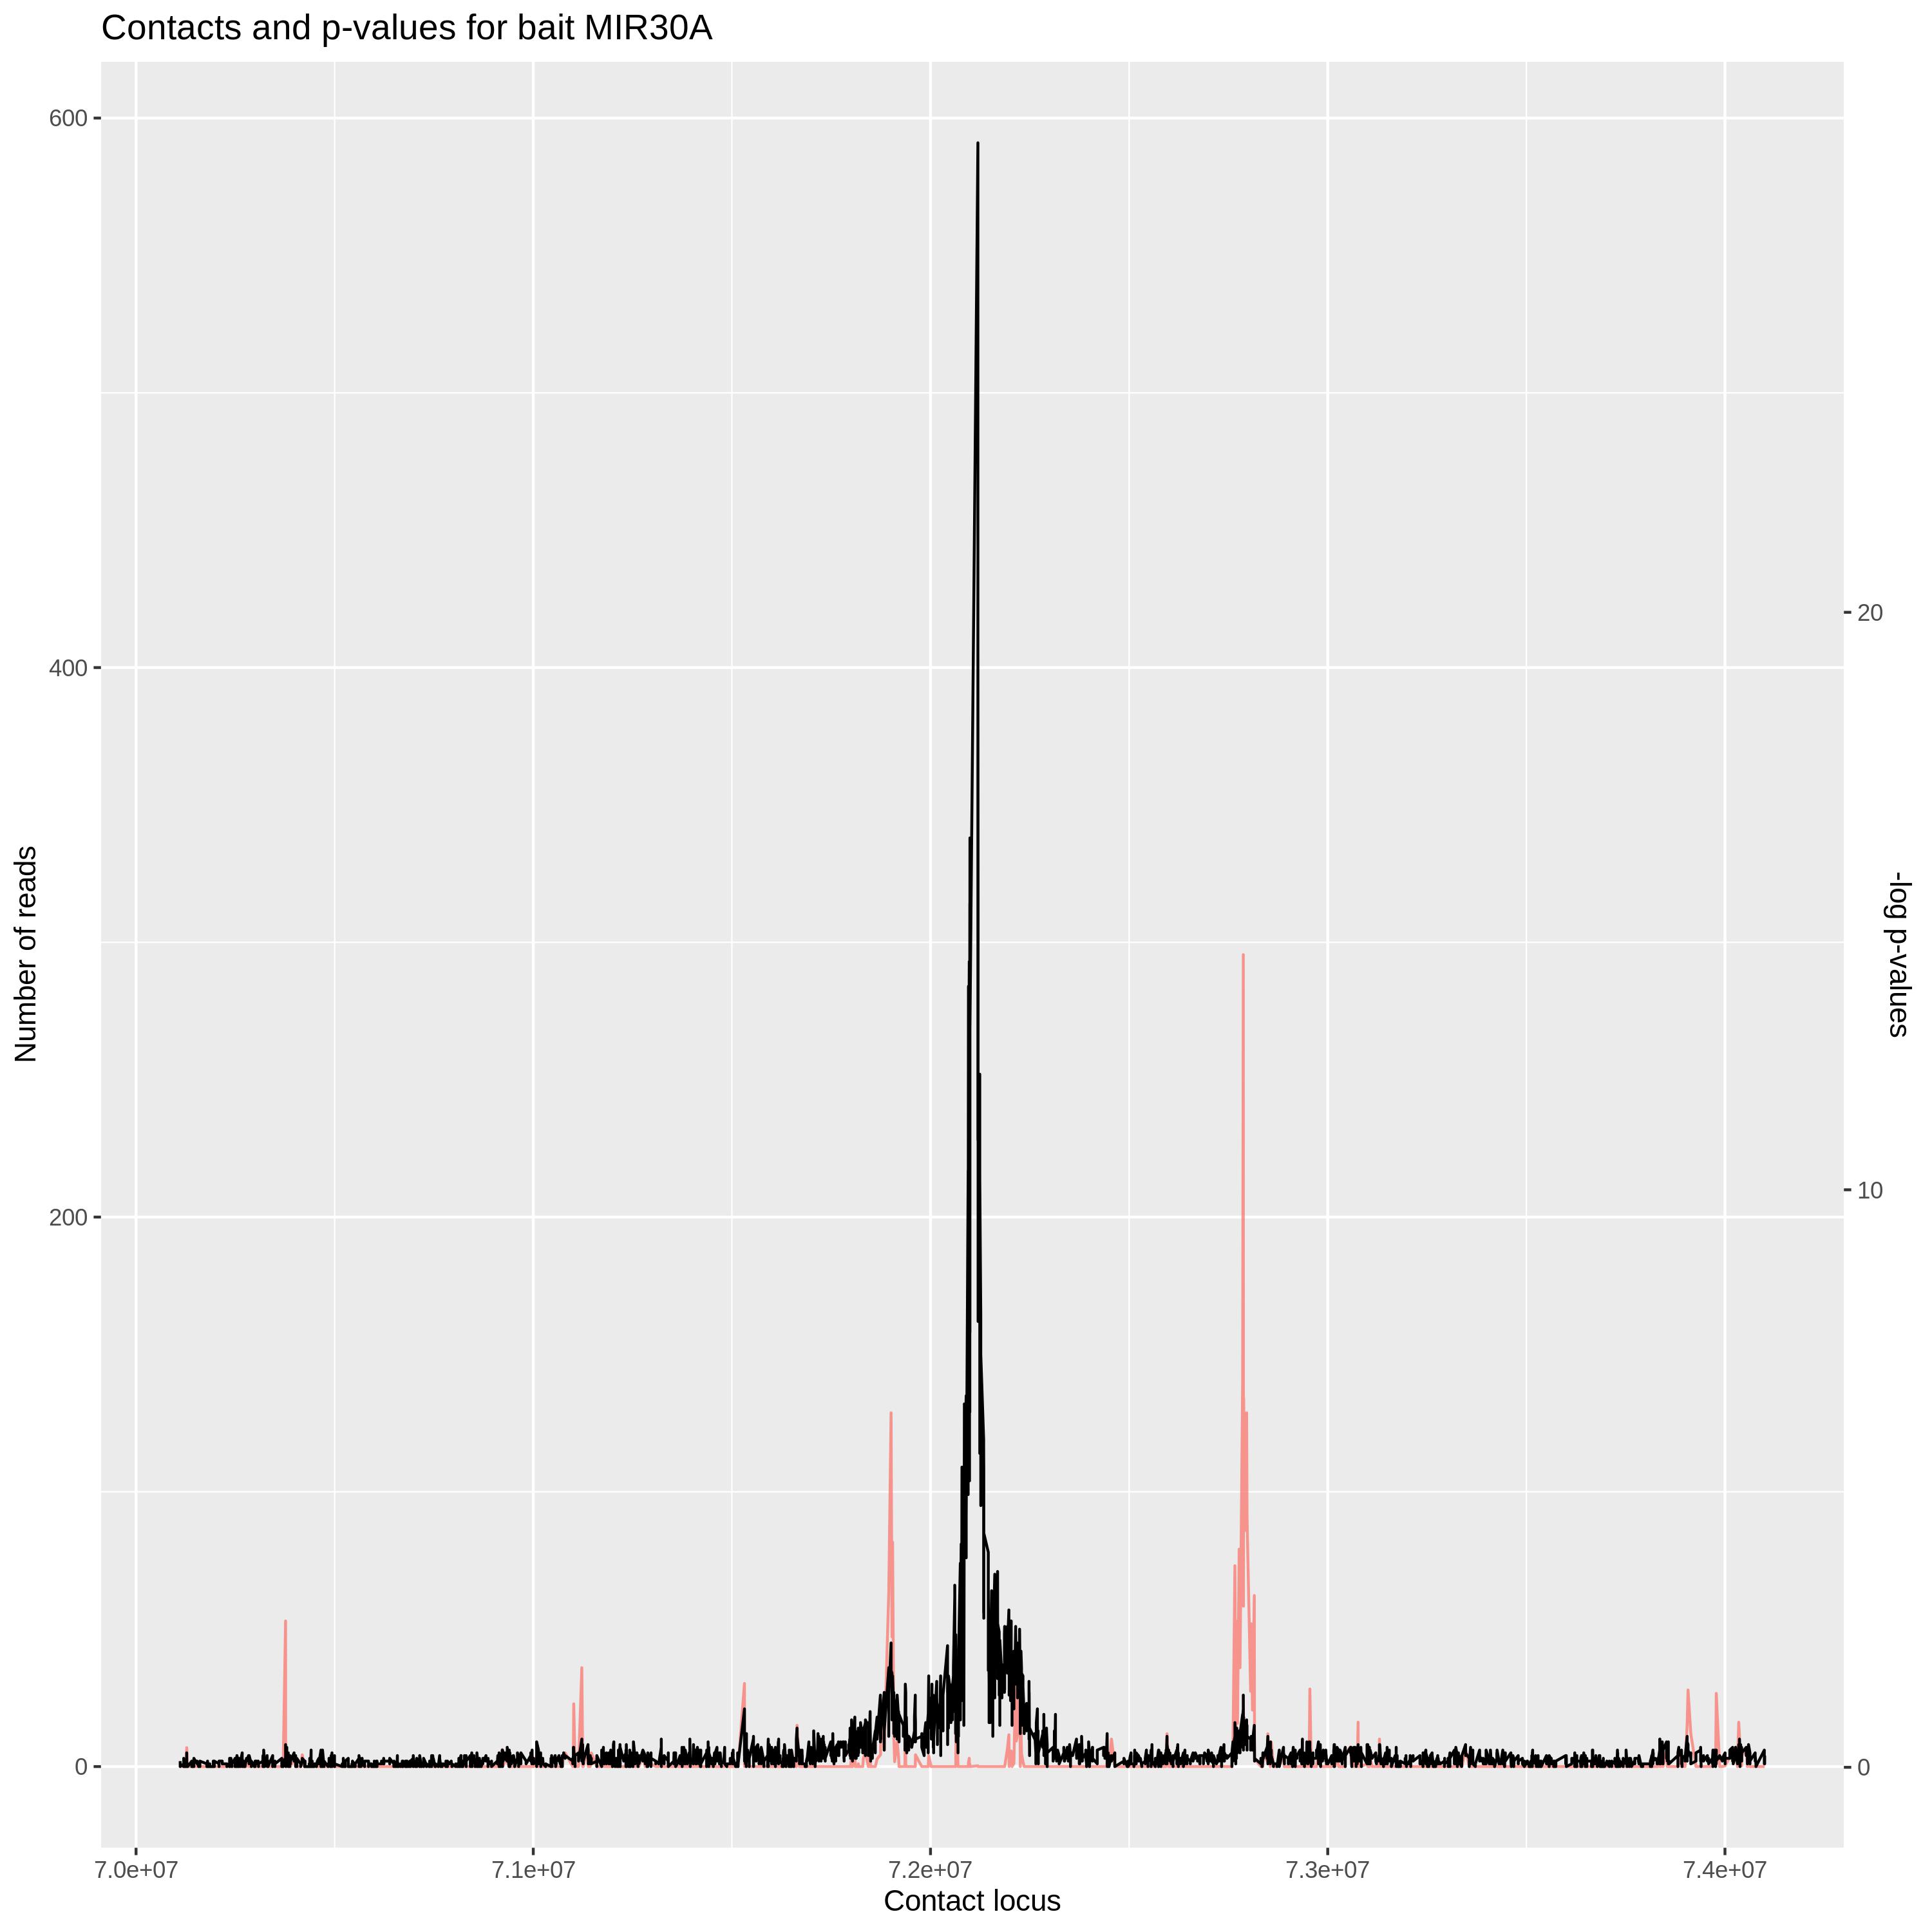 Contacts and p-values for bait MIR30A
600
400
200
0
Number of reads
20
10
0
-log p-values
7.0e+07
7.1e+07
7.2e+07
7.3e+07
7.4e+07
Contact locus